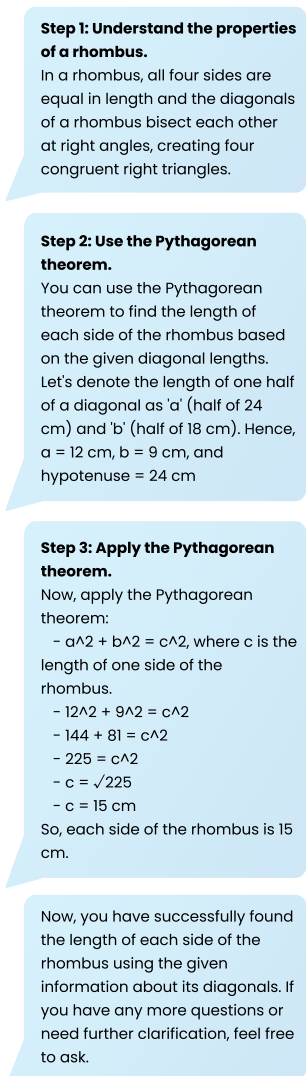 Step 1: Understand the properties
of a rhombus.
In a rhombus, all four sides are
equal in length and the diagonals
of a rhombus bisect each other
at right angles, creating four
congruent right triangles.
Step 2: Use the Pythagorean
theorem.
You can use the Pythagorean
theorem to find the length of
each side of the rhombus based
on the given diagonal lengths.
Let's denote the length of one half
of a diagonal as 'a' (half of 24
cm) and 'b' (half of 18 cm). Hence,
a = 12 cm, b = 9 cm, and
hypotenuse = 24 cm
Step 3: Apply the Pythagorean
theorem.
Now, apply the Pythagorean
theorem:
- a^2 + b^2 = c^2, where c is the
length of one side of the
rhombus.
- 12^2 + 9^2 = c^2
- 144 + 81 = c^2
- 225 = c^2
- c = √225
- c = 15 cm
So, each side of the rhombus is 15
cm.
Now, you have successfully found
the length of each side of the
rhombus using the given
information about its diagonals. If
you have any more questions or
need further clarification, feel free
to ask.